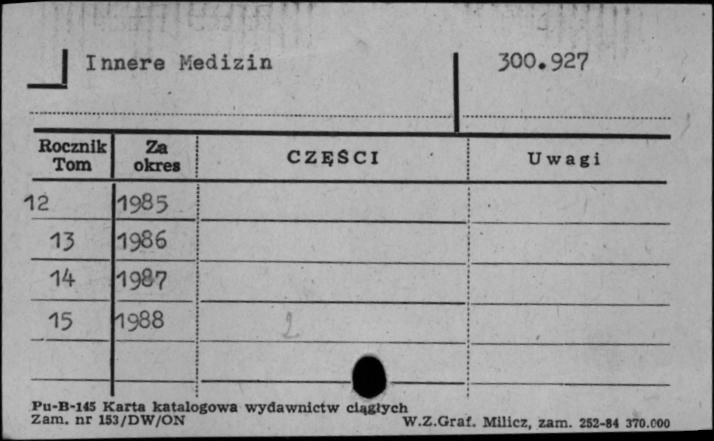 Innere Medizin 300.927
Rocznik Tom Za okres CZĘŚCI Uwagi
12 1985
13 1986
14 1987
15 1988 2
Pu-B-145 Karta katalogowa wydawnictw ciągłych
Zam. nr 153/DW/ON W.Z.Graf. Milicz, zam. 252-84 370.000